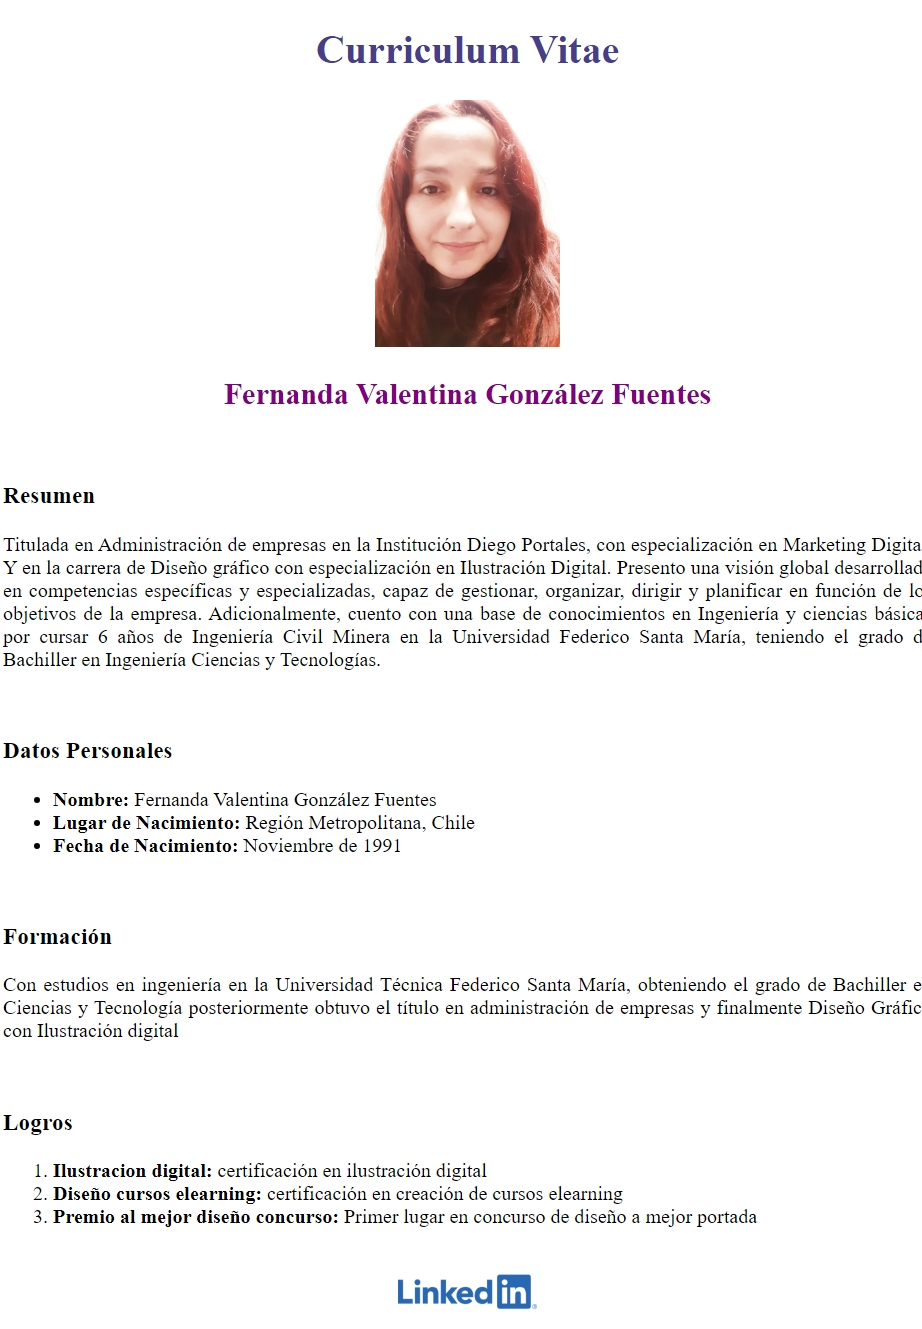 Curriculum Vitae
Fernanda Valentina González Fuentes
Resumen
Titulada en Administración de empresas en la Institución Diego Portales, con especialización en Marketing Digita
Y en la carrera de Diseño gráfico con especialización en Ilustración Digital. Presento una visión global desarrollad
en competencias específicas y especializadas, capaz de gestionar, organizar, dirigir y planificar en función de lo
objetivos de la empresa. Adicionalmente, cuento con una base de conocimientos en Ingeniería y ciencias básica
por cursar 6 años de Ingeniería Civil Minera en la Universidad Federico Santa María, teniendo el grado d
Bachiller en Ingeniería Ciencias y Tecnologías.
Datos Personales
• Nombre: Fernanda Valentina González Fuentes
• Lugar de Nacimiento: Región Metropolitana, Chile
• Fecha de Nacimiento: Noviembre de 1991
Formación
Con estudios en ingeniería en la Universidad Técnica Federico Santa María, obteniendo el grado de Bachiller e
Ciencias y Tecnología posteriormente obtuvo el título en administración de empresas y finalmente Diseño Gráfic
con Ilustración digital
Logros
1. Ilustracion digital: certificación en ilustración digital
2. Diseño cursos elearning: certificación en creación de cursos elearning
3. Premio al mejor diseño concurso: Primer lugar en concurso de diseño a mejor portada
Linked in